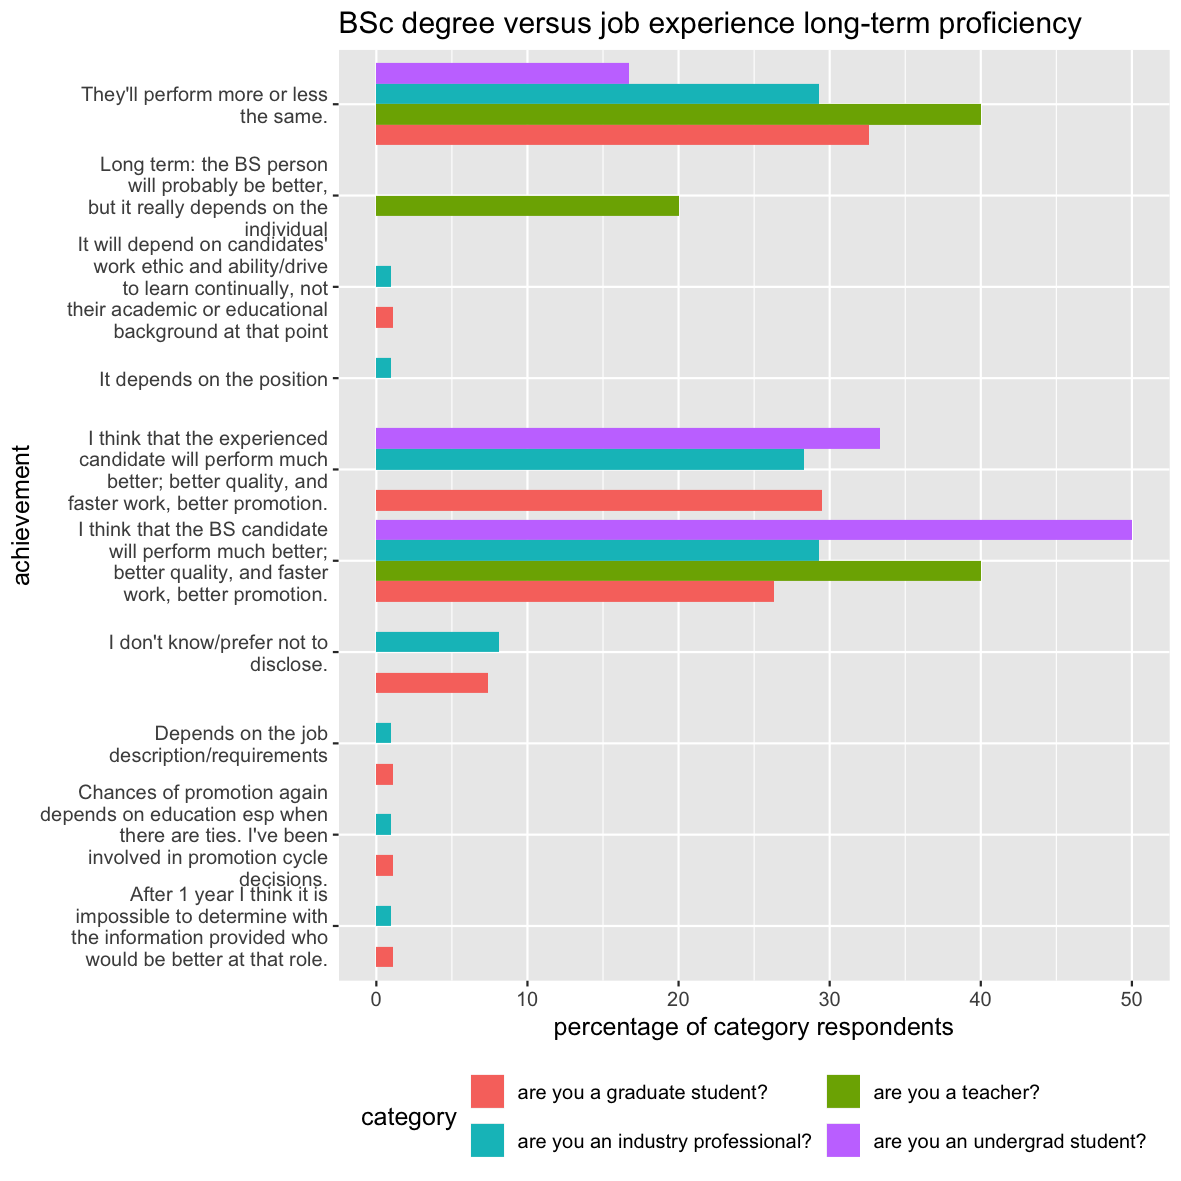 BSc degree versus job experience long-term proficiency
They'll perform more or less
the same.
Long term: the BS person
will probably be better,
but it really depends on the
individual
It will depend on candidates'
work ethic and ability/drive
to learn continually, not
their academic or educational
background at that point
It depends on the position
I think that the experienced
candidate will perform much
better; better quality, and
faster work, better promotion.
I think that the BS candidate
will perform much better;
better quality, and faster
work, better promotion.
I don't know/prefer not to
disclose.
Depends on the job
description/requirements
Chances of promotion again
depends on education esp when
there are ties. I've been
involved in promotion cycle
decisions.
After 1 year I think it is
impossible to determine with
the information provided who
would be better at that role.
achievement
0 10 20 30 40 50
percentage of category respondents
category
are you a graduate student?
are you a teacher?
are you an industry professional?
are you an undergrad student?